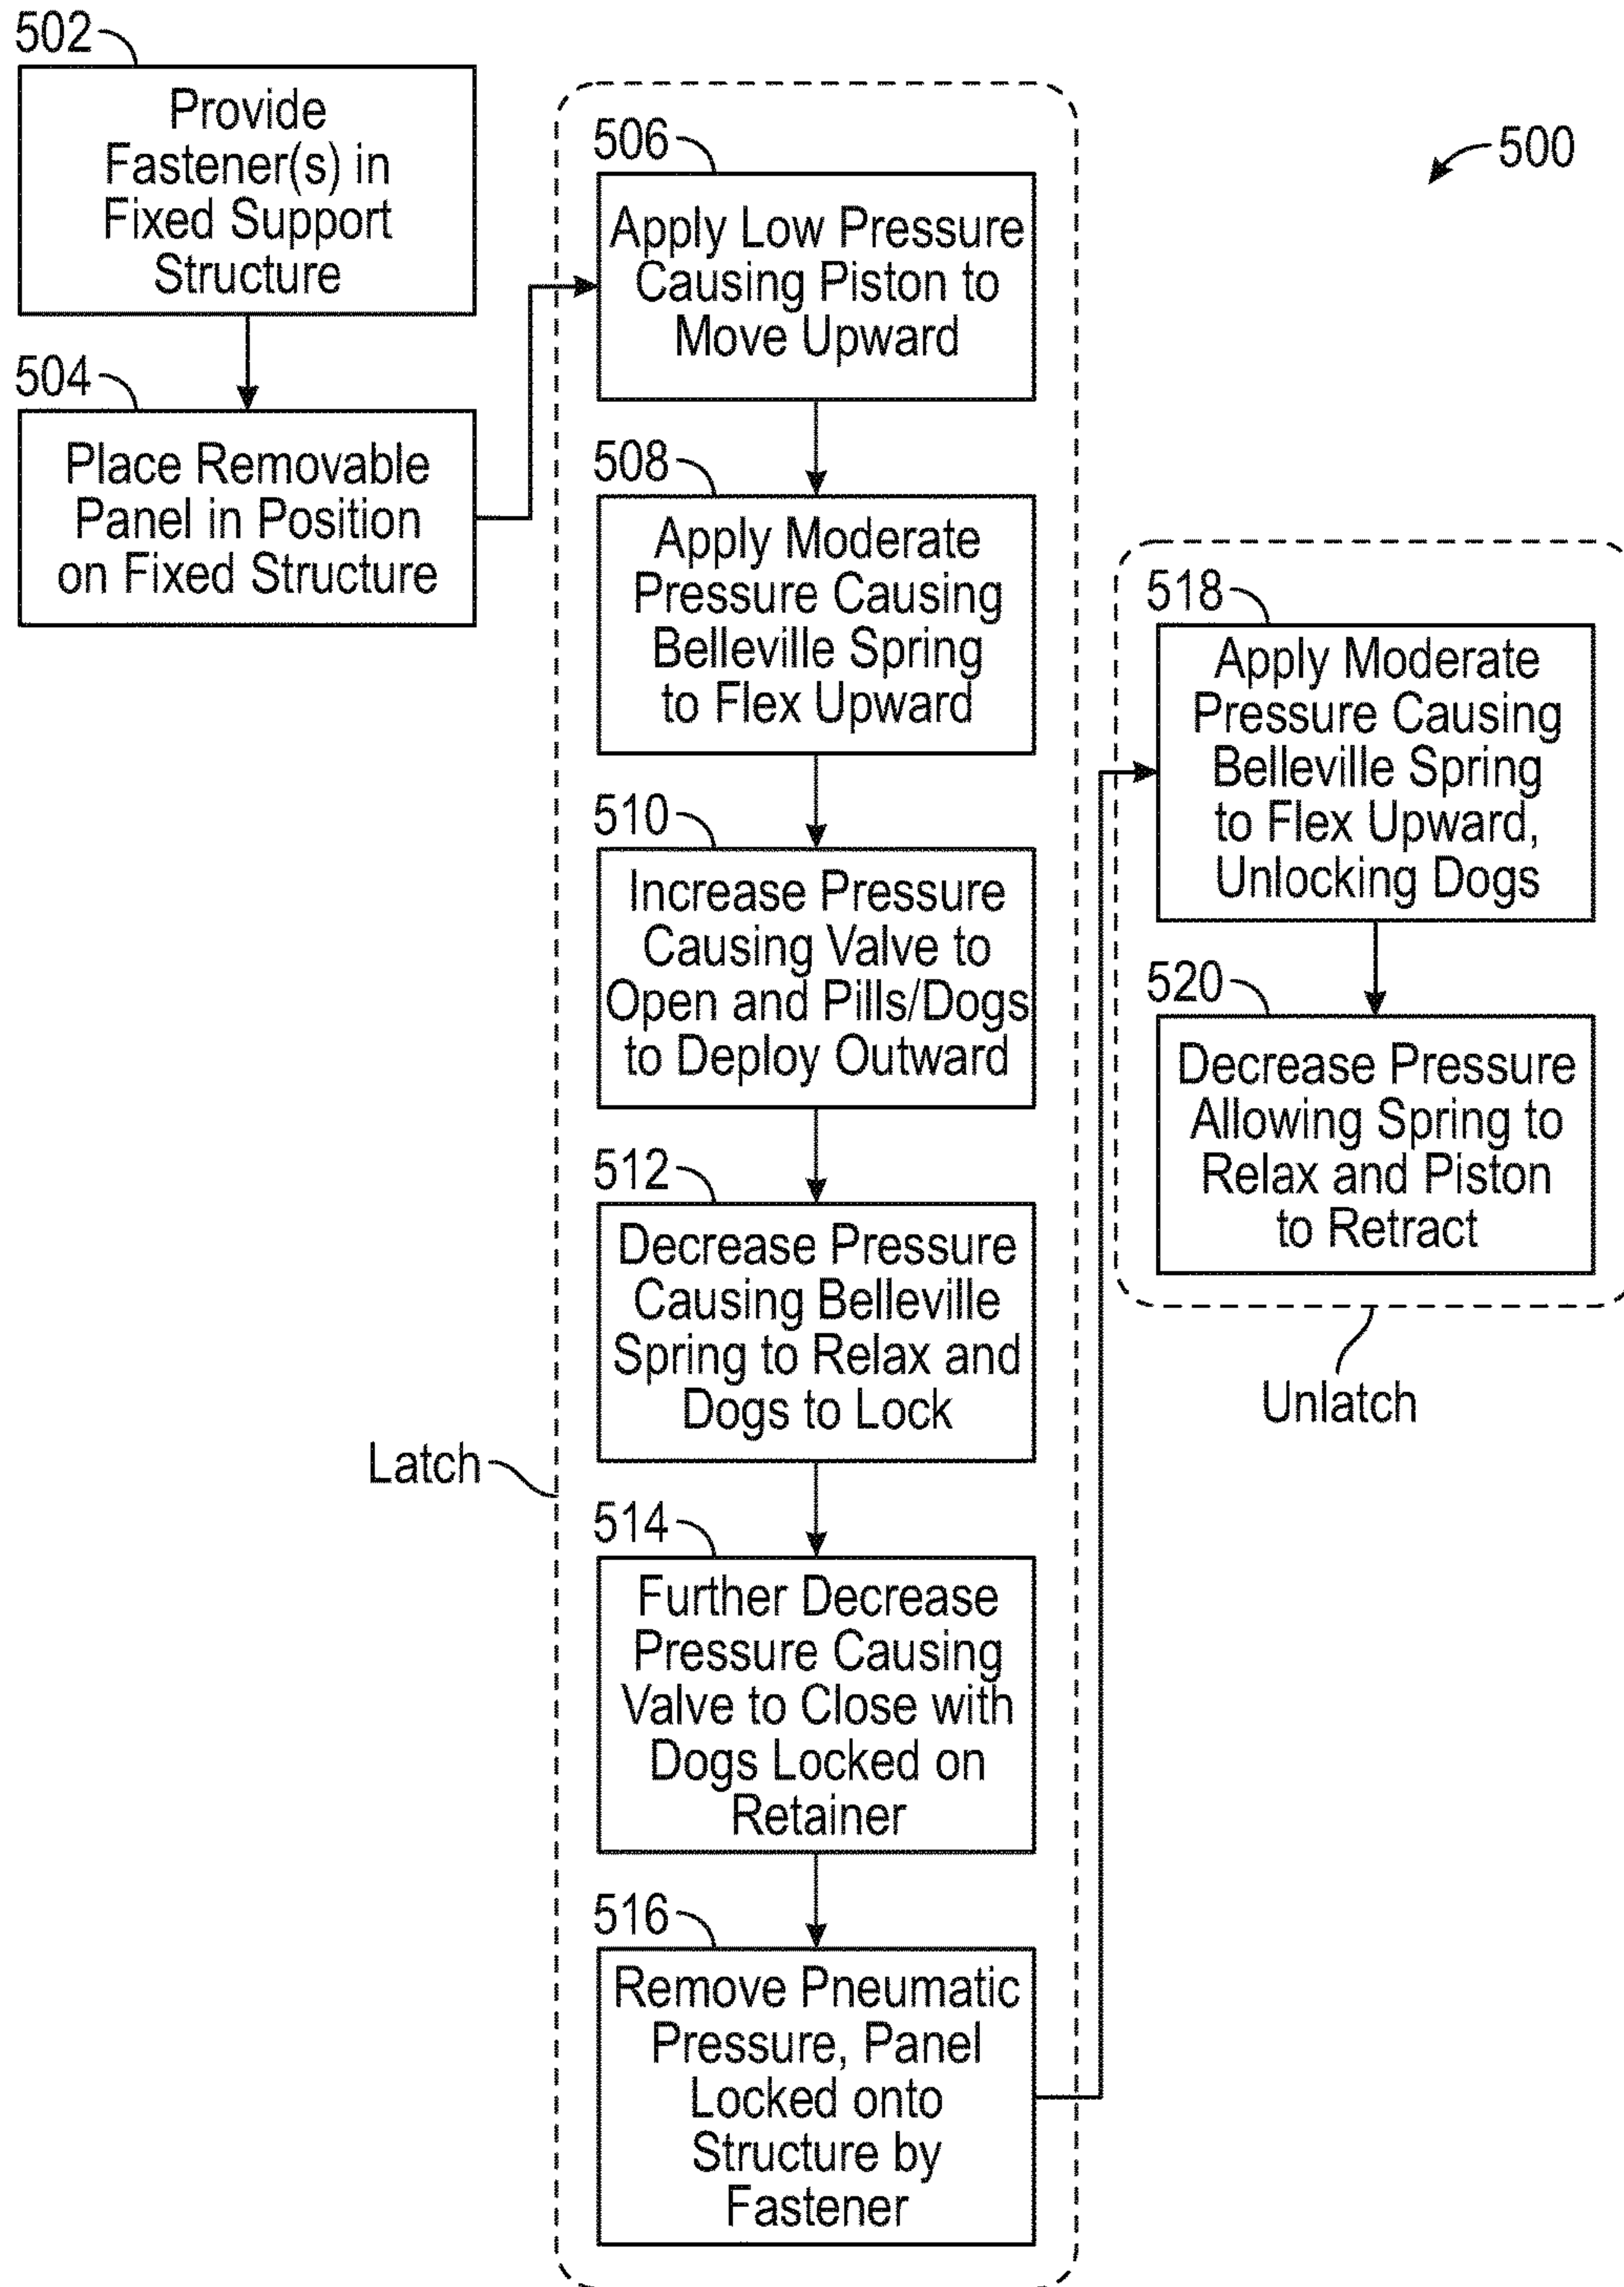 502
Provide
Fastener(s) in
Fixed Support
Structure
504
Place Removable
Panel in Position
on Fixed Structure
500
506
Apply Low Pressure
Causing Piston to
Move Upward
508
Apply Moderate
Pressure Causing
Belleville Spring
to Flex Upward
510
Increase Pressure
Causing Valve to
Open and Pills/Dogs
to Deploy Outward
512
Decrease Pressure
Causing Belleville
Spring to Relax and
Dogs to Lock
Latch
514
Further Decrease
Pressure Causing
Valve to Close with
Dogs Locked on
Retainer
516
Remove Pneumatic
Pressure, Panel
Locked onto
Structure by
Fastener
518
Apply Moderate
Pressure Causing
Belleville Spring
to Flex Upward,
Unlocking Dogs
520
Decrease Pressure
Allowing Spring to
Relax and Piston
to Retract
Unlatch